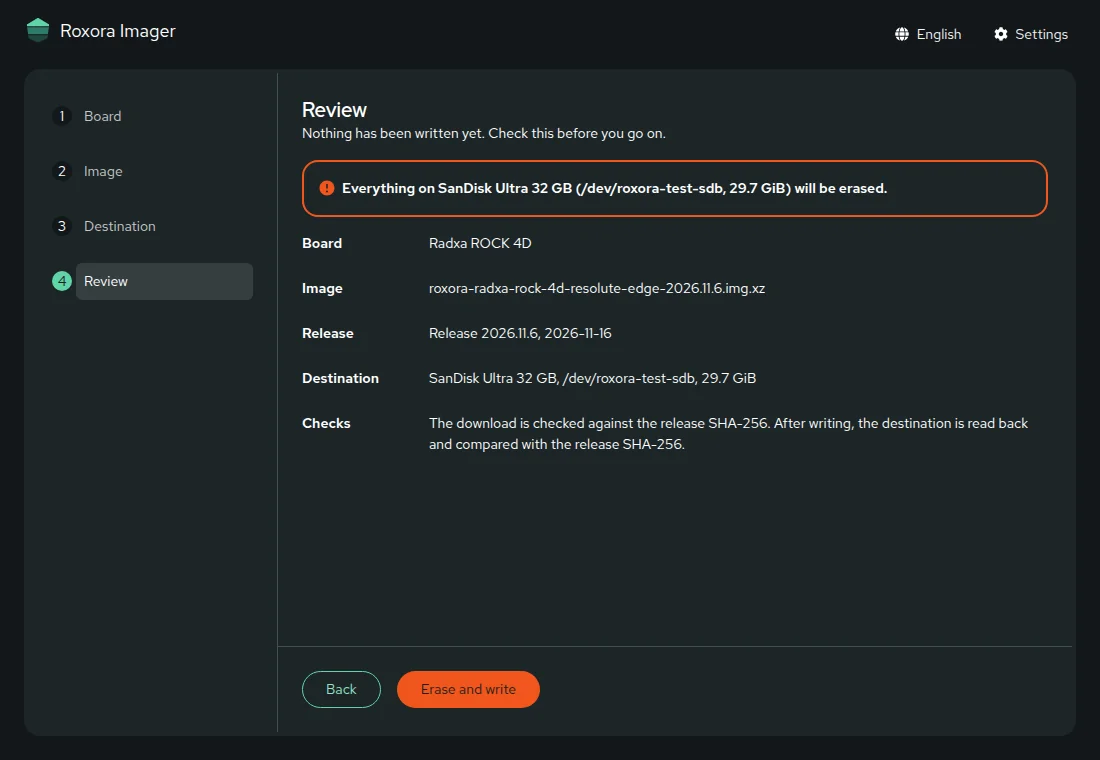 Roxora Imager
English
Settings
1 Board
2 Image
3 Destination
4 Review
Review
Nothing has been written yet. Check this before you go on.
Everything on SanDisk Ultra 32 GB (/dev/roxora-test-sdb, 29.7 GiB) will be erased.
Board Radxa ROCK 4D
Image roxora-radxa-rock-4d-resolute-edge-2026.11.6.img.xz
Release Release 2026.11.6, 2026-11-16
Destination SanDisk Ultra 32 GB, /dev/roxora-test-sdb, 29.7 GiB
Checks The download is checked against the release SHA-256. After writing, the destination is read back
and compared with the release SHA-256.
Back
Erase and write